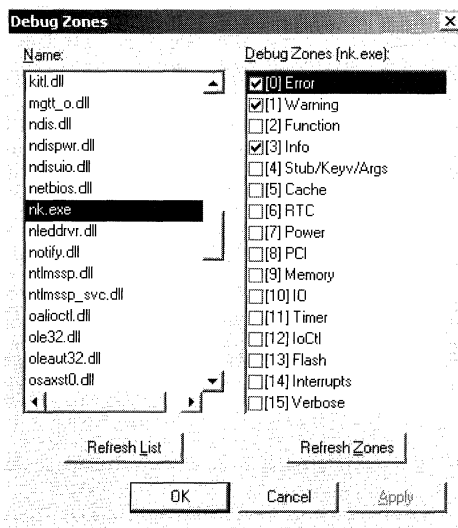 Debug Zones
Name:
kitl.dll
mgtt_o.dll
ndis.dll
ndispwr.dll
ndisuio.dll
netbios.dll
nk.exe
nleddrvr.dll
notify.dll
ntlmssp.dll
ntlmssp_svc.dll
oalioctl.dll
ole32.dll
oleaut32.dll
osaxst0.dll
Refresh List
Debug Zones (nk.exe):
[0] Error
[1] Warning
[2] Function
[3] Info
[4] Stub/Keyv/Args
[5] Cache
[6] RTC
[7] Power
[8] PCI
[9] Memory
[10] IO
[11] Timer
[12] IoCtl
[13] Flash
[14] Interrupts
[15] Verbose
Refresh Zones
OK
Cancel
Apply